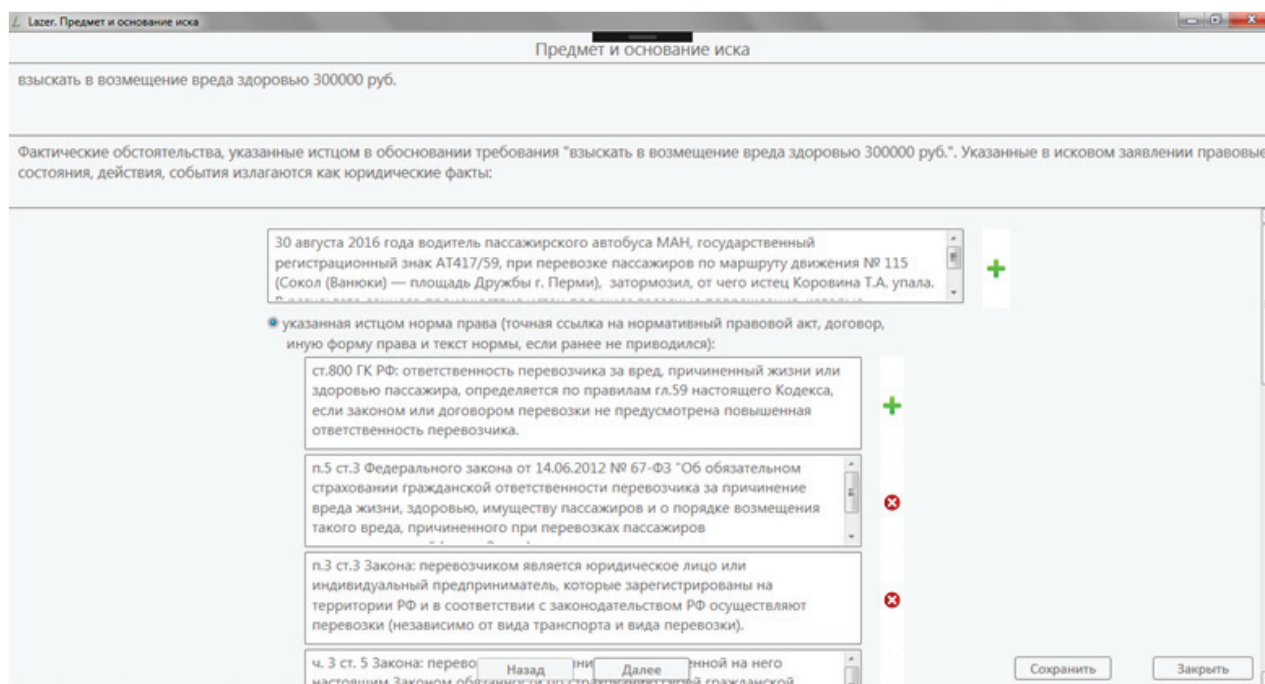 Lazer. Предмет и основание иска
Предмет и основание иска
взыскать в возмещение вреда здоровью 300000 руб.
Фактические обстоятельства, указанные истцом в обосновании требования "взыскать в возмещение вреда здоровью 300000 руб.". Указанные в исковом заявлении правовые
состояния, действия, события излагаются как юридические факты:
30 августа 2016 года водитель пассажирского автобуса МАН, государственный
регистрационный знак АТ417/59, при перевозке пассажиров по маршруту движения № 115
(Сокол (Ванюки) — площадь Дружбы г. Перми), затормозил, от чего истец Коровина Т.А. упала.
указанная истцом норма права (точная ссылка на нормативный правовой акт, договор,
иную форму права и текст нормы, если ранее не приводился):
ст.800 ГК РФ: ответственность перевозчика за вред, причиненный жизни или
здоровью пассажира, определяется по правилам гл.59 настоящего Кодекса,
если законом или договором перевозки не предусмотрена повышенная
ответственность перевозчика.
п.5 ст.3 Федерального закона от 14.06.2012 № 67-ФЗ "Об обязательном
страховании гражданской ответственности перевозчика за причинение
вреда жизни, здоровью, имуществу пассажиров и о порядке возмещения
такого вреда, причиненного при перевозках пассажиров
п.3 ст.3 Закона: перевозчиком является юридическое лицо или
индивидуальный предприниматель, которые зарегистрированы на
территории РФ и в соответствии с законодательством РФ осуществляют
перевозки (независимо от вида транспорта и вида перевозки).
ч. 3 ст. 5 Закона: перево нной на него
настоящим Законом гражданской
Назад
Далее
Сохранить
Закрыть